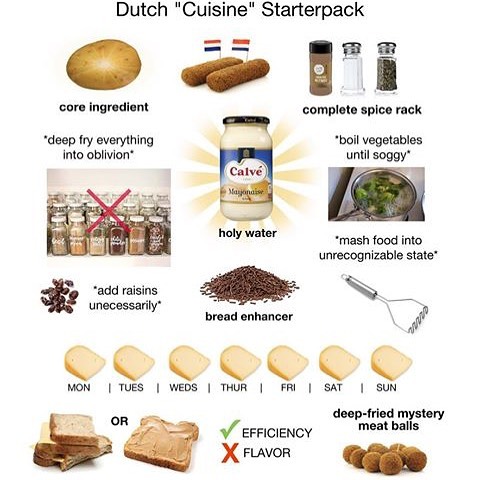 Dutch "Cuisine" Starterpack
core ingredient
complete spice rack
*deep fry everything
into oblivion*
Calvé
Mayonaise
*boil vegetables
until soggy*
holy water
*mash food into
unrecognizable state*
*add raisins
unecessarily*
bread enhancer
MON | TUES | WEDS | THUR | FRI | SAT | SUN
OR
EFFICIENCY
FLAVOR
deep-fried mystery
meat balls